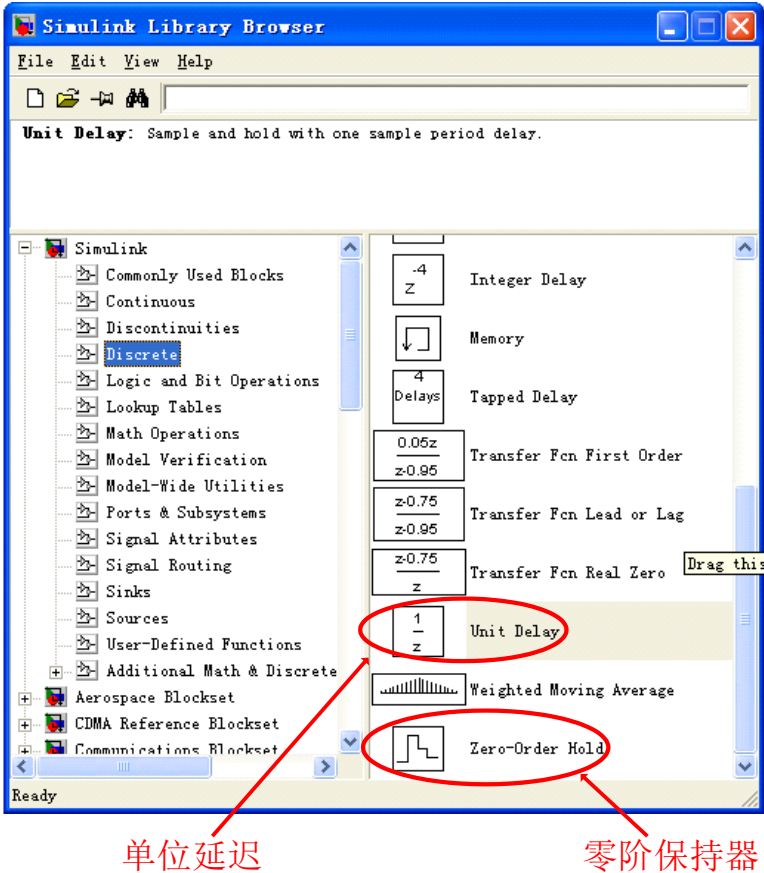 Simulink Library Browser
File Edit View Help
Unit Delay: Sample and hold with one sample period delay.
Simulink
Commonly Used Blocks
Continuous
Discontinuities
Discrete
Logic and Bit Operations
Lookup Tables
Math Operations
Model Verification
Model-Wide Utilities
Ports & Subsystems
Signal Attributes
Signal Routing
Sinks
Sources
User-Defined Functions
Additional Math & Discrete
Aerospace Blockset
CDMA Reference Blockset
Communications Blockset
-4
Z
Integer Delay
Memory
4
Delays
Tapped Delay
0.05z
z-0.95
Transfer Fcn First Order
z-0.75
z-0.95
Transfer Fcn Lead or Lag
z-0.75
z
Transfer Fcn Real Zero
Drag this
1
z
Unit Delay
Weighted Moving Average
Zero-Order Hold
Ready
单位延迟
零阶保持器